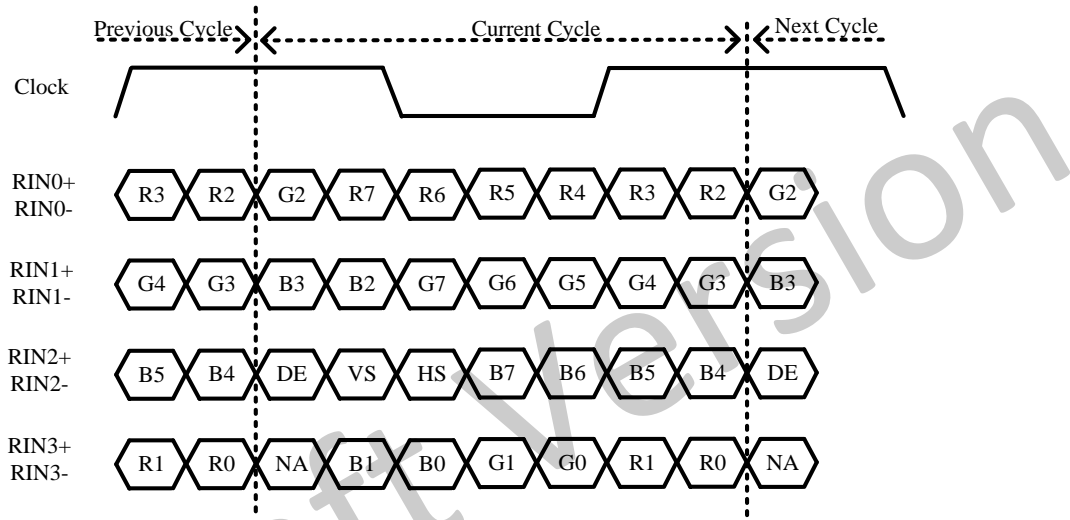 Previous Cycle Current Cycle Next Cycle
Clock
RIN0+
RIN0-
R3 R2 G2 R7 R6 R5 R4 R3 R2 G2
RIN1+
RIN1-
G4 G3 B3 B2 G7 G6 G5 G4 G3 B3
RIN2+
RIN2-
B5 B4 DE VS HS B7 B6 B5 B4 DE
RIN3+
RIN3-
R1 R0 NA B1 B0 G1 G0 R1 R0 NA
ft Version